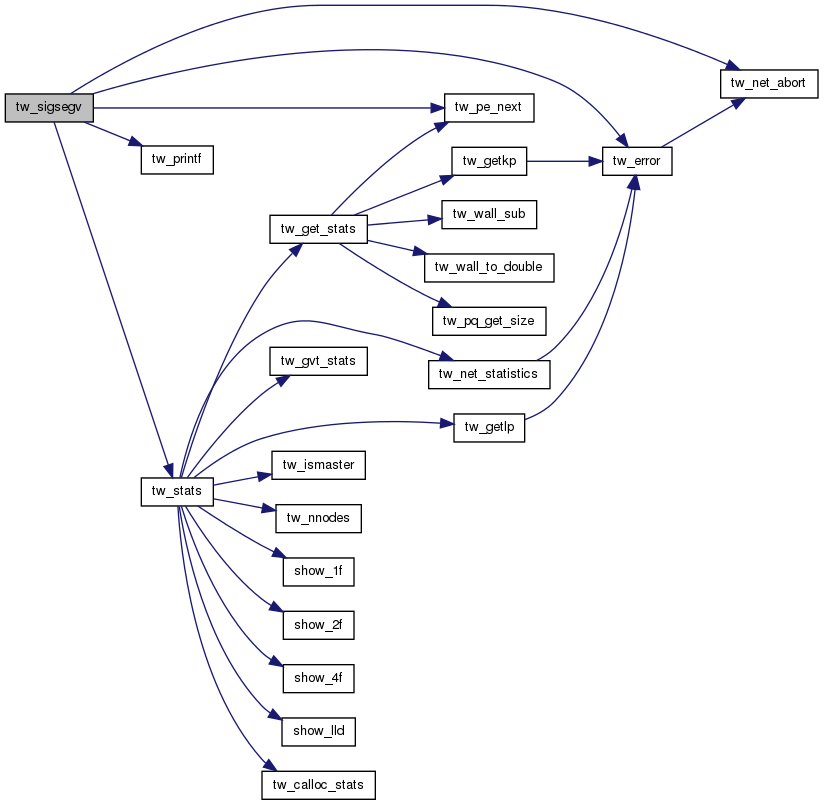 tw_net_abort
tw_sigsegv
tw_pe_next
tw_printf
tw_getkp
tw_error
tw_wall_sub
tw_get_stats
tw_wall_to_double
tw_pq_get_size
tw_gvt_stats
tw_net_statistics
tw_getlp
tw_ismaster
tw_stats
tw_nnodes
show_1f
show_2f
show_4f
show_lld
tw_calloc_stats